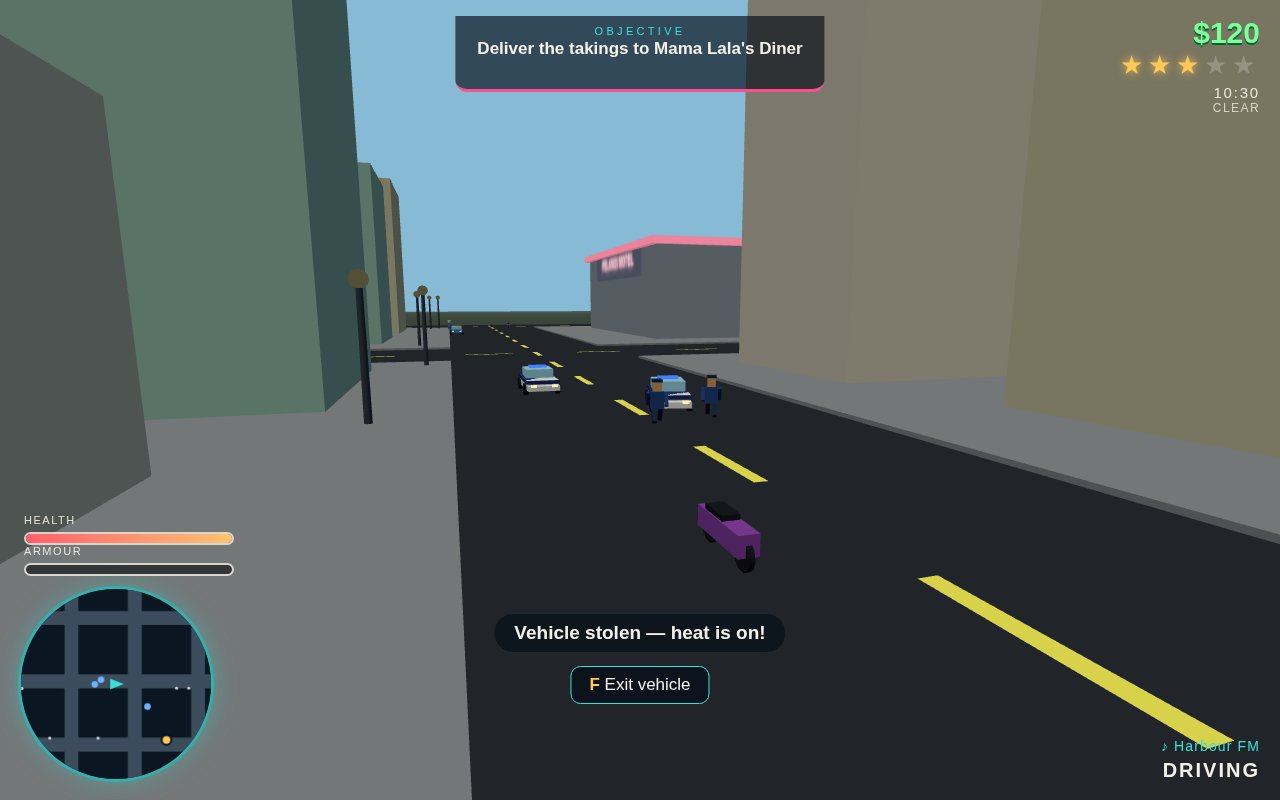 OBJECTIVE
Deliver the takings to Mama Lala's Diner
$120
10:30
CLEAR
HEALTH
ARMOUR
Vehicle stolen — heat is on!
F Exit vehicle
♪ Harbour FM
DRIVING